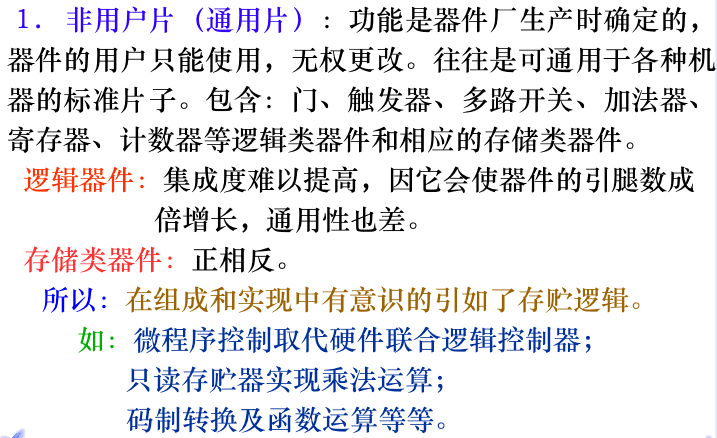 1. 非用户片（通用片）: 功能是器件厂生产时确定的，
器件的用户只能使用，无权更改。往往是可通用于各种机
器的标准片子。包含: 门、触发器、多路开关、加法器、
寄存器、计数器等逻辑类器件和相应的存储类器件。
逻辑器件: 集成度难以提高，因它会使器件的引腿数成
倍增长，通用性也差。
存储类器件: 正相反。
所以: 在组成和实现中有意识的引如了存贮逻辑。
如: 微程序控制取代硬件联合逻辑控制器；
只读存贮器实现乘法运算；
码制转换及函数运算等等。